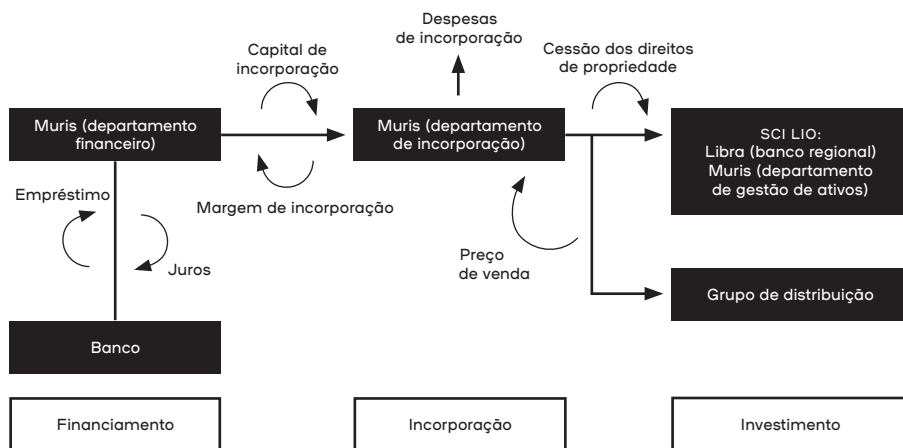 Despesas
de incorporação
Capital de
incorporação
Cessão dos direitos
de propriedade
Muris (departamento
financeiro)
Muris (departamento
de incorporação)
SCI LIO:
Libra (banco regional)
Muris (departamento
de gestão de ativos)
Empréstimo
Margem de incorporação
Juros
Preço
de venda
Grupo de distribuição
Banco
Financiamento
Incorporação
Investimento